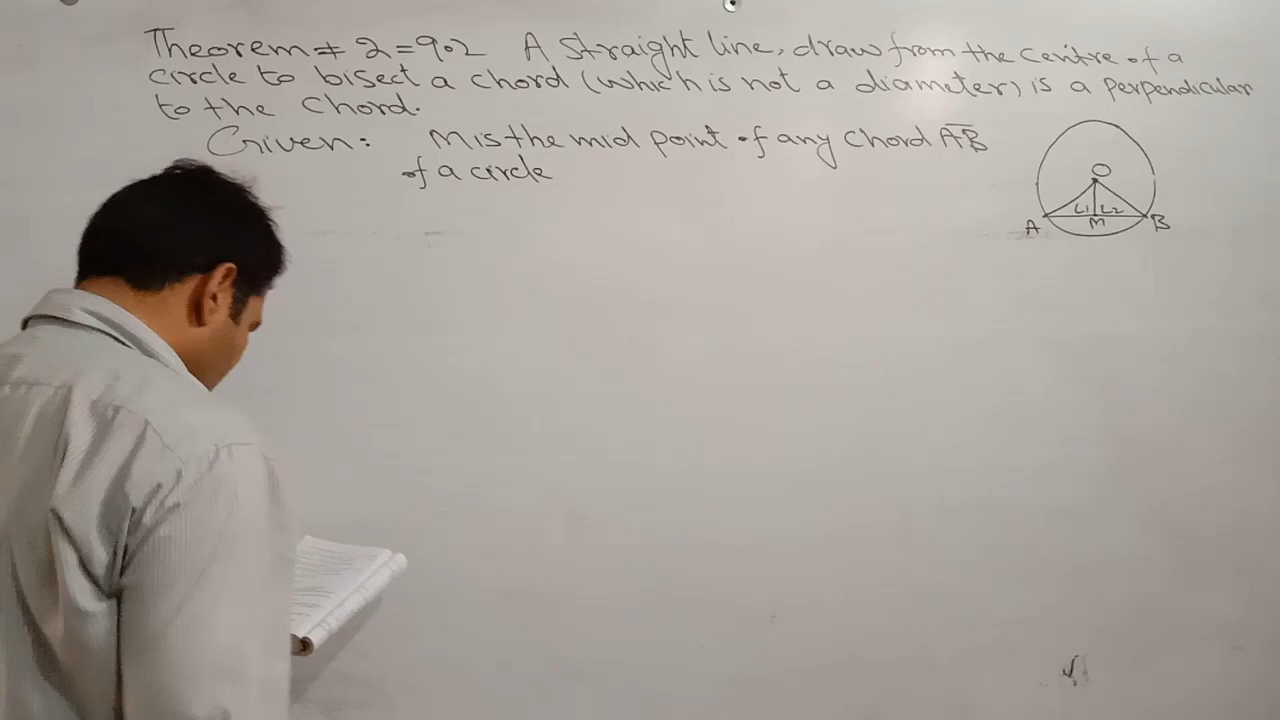 Theorem # 2=9.2 A straight line, draw from the centre of a
circle to bisect a chord (which is not a diameter) is a perpendicular
to the chord.
Given: M is the mid point of any chord AB
of a circle
O
∠1 ∠2
A M B